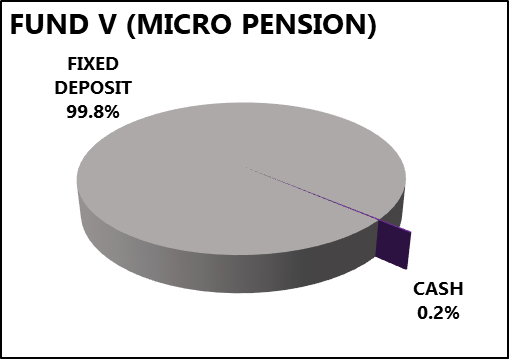 FUND V (MICRO PENSION)
FIXED
DEPOSIT
99.8%
CASH
0.2%